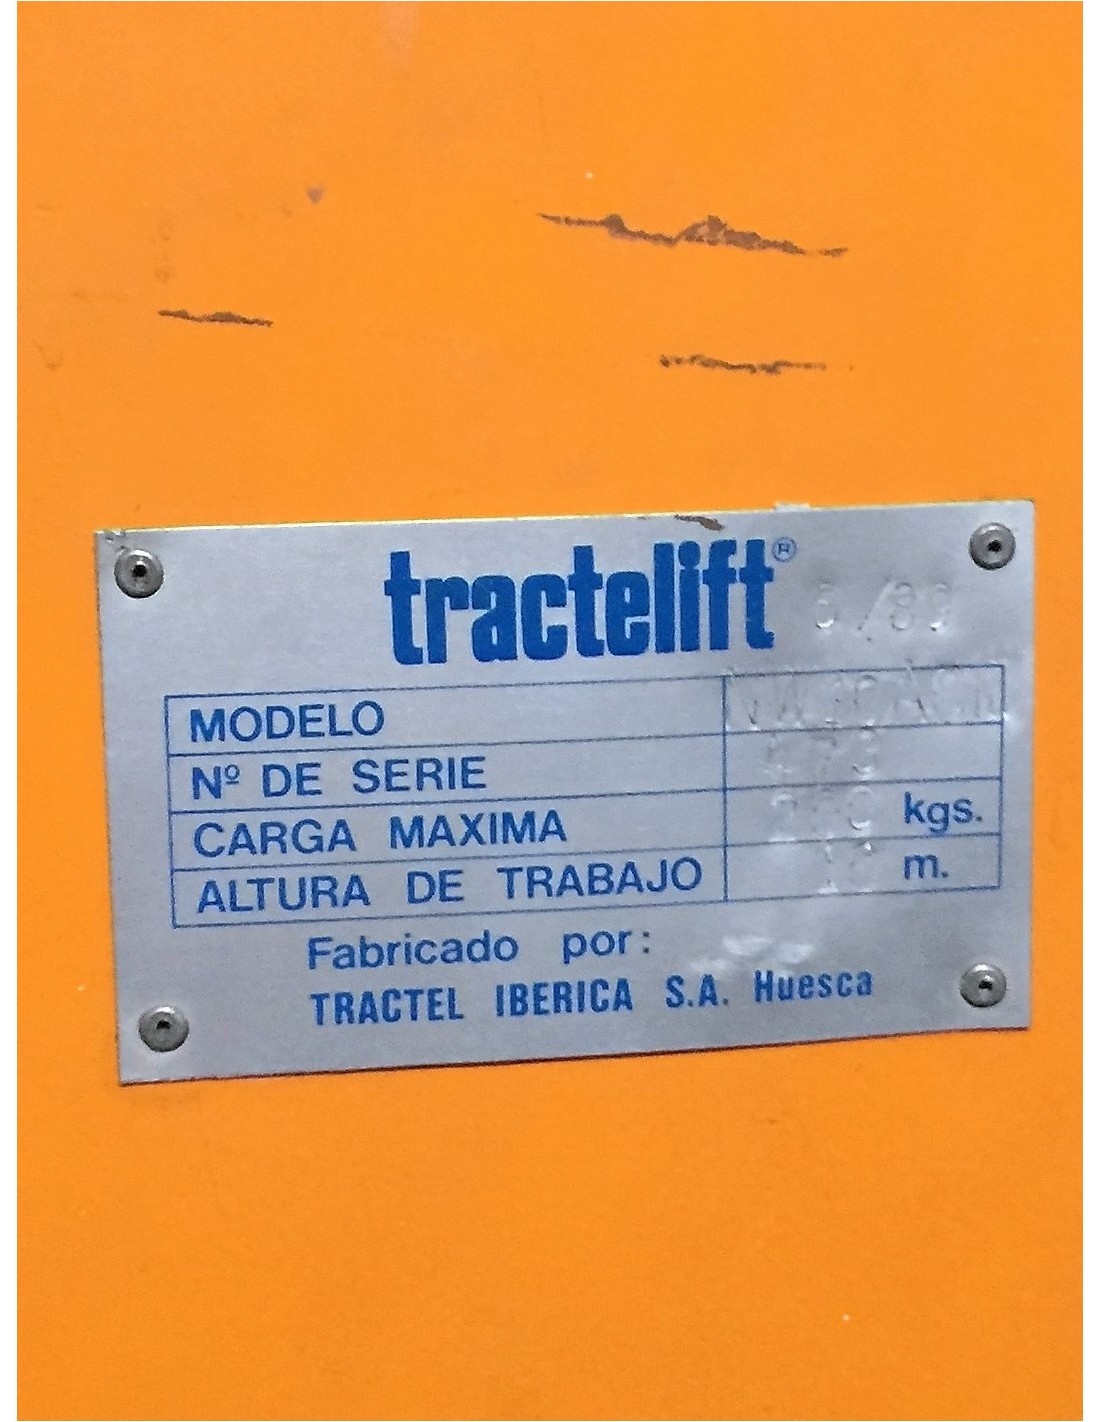 tractelift®
MODELO
Nº DE SERIE
CARGA MAXIMA kgs.
ALTURA DE TRABAJO m.
Fabricado por:
TRACTEL IBERICA S.A. Huesca